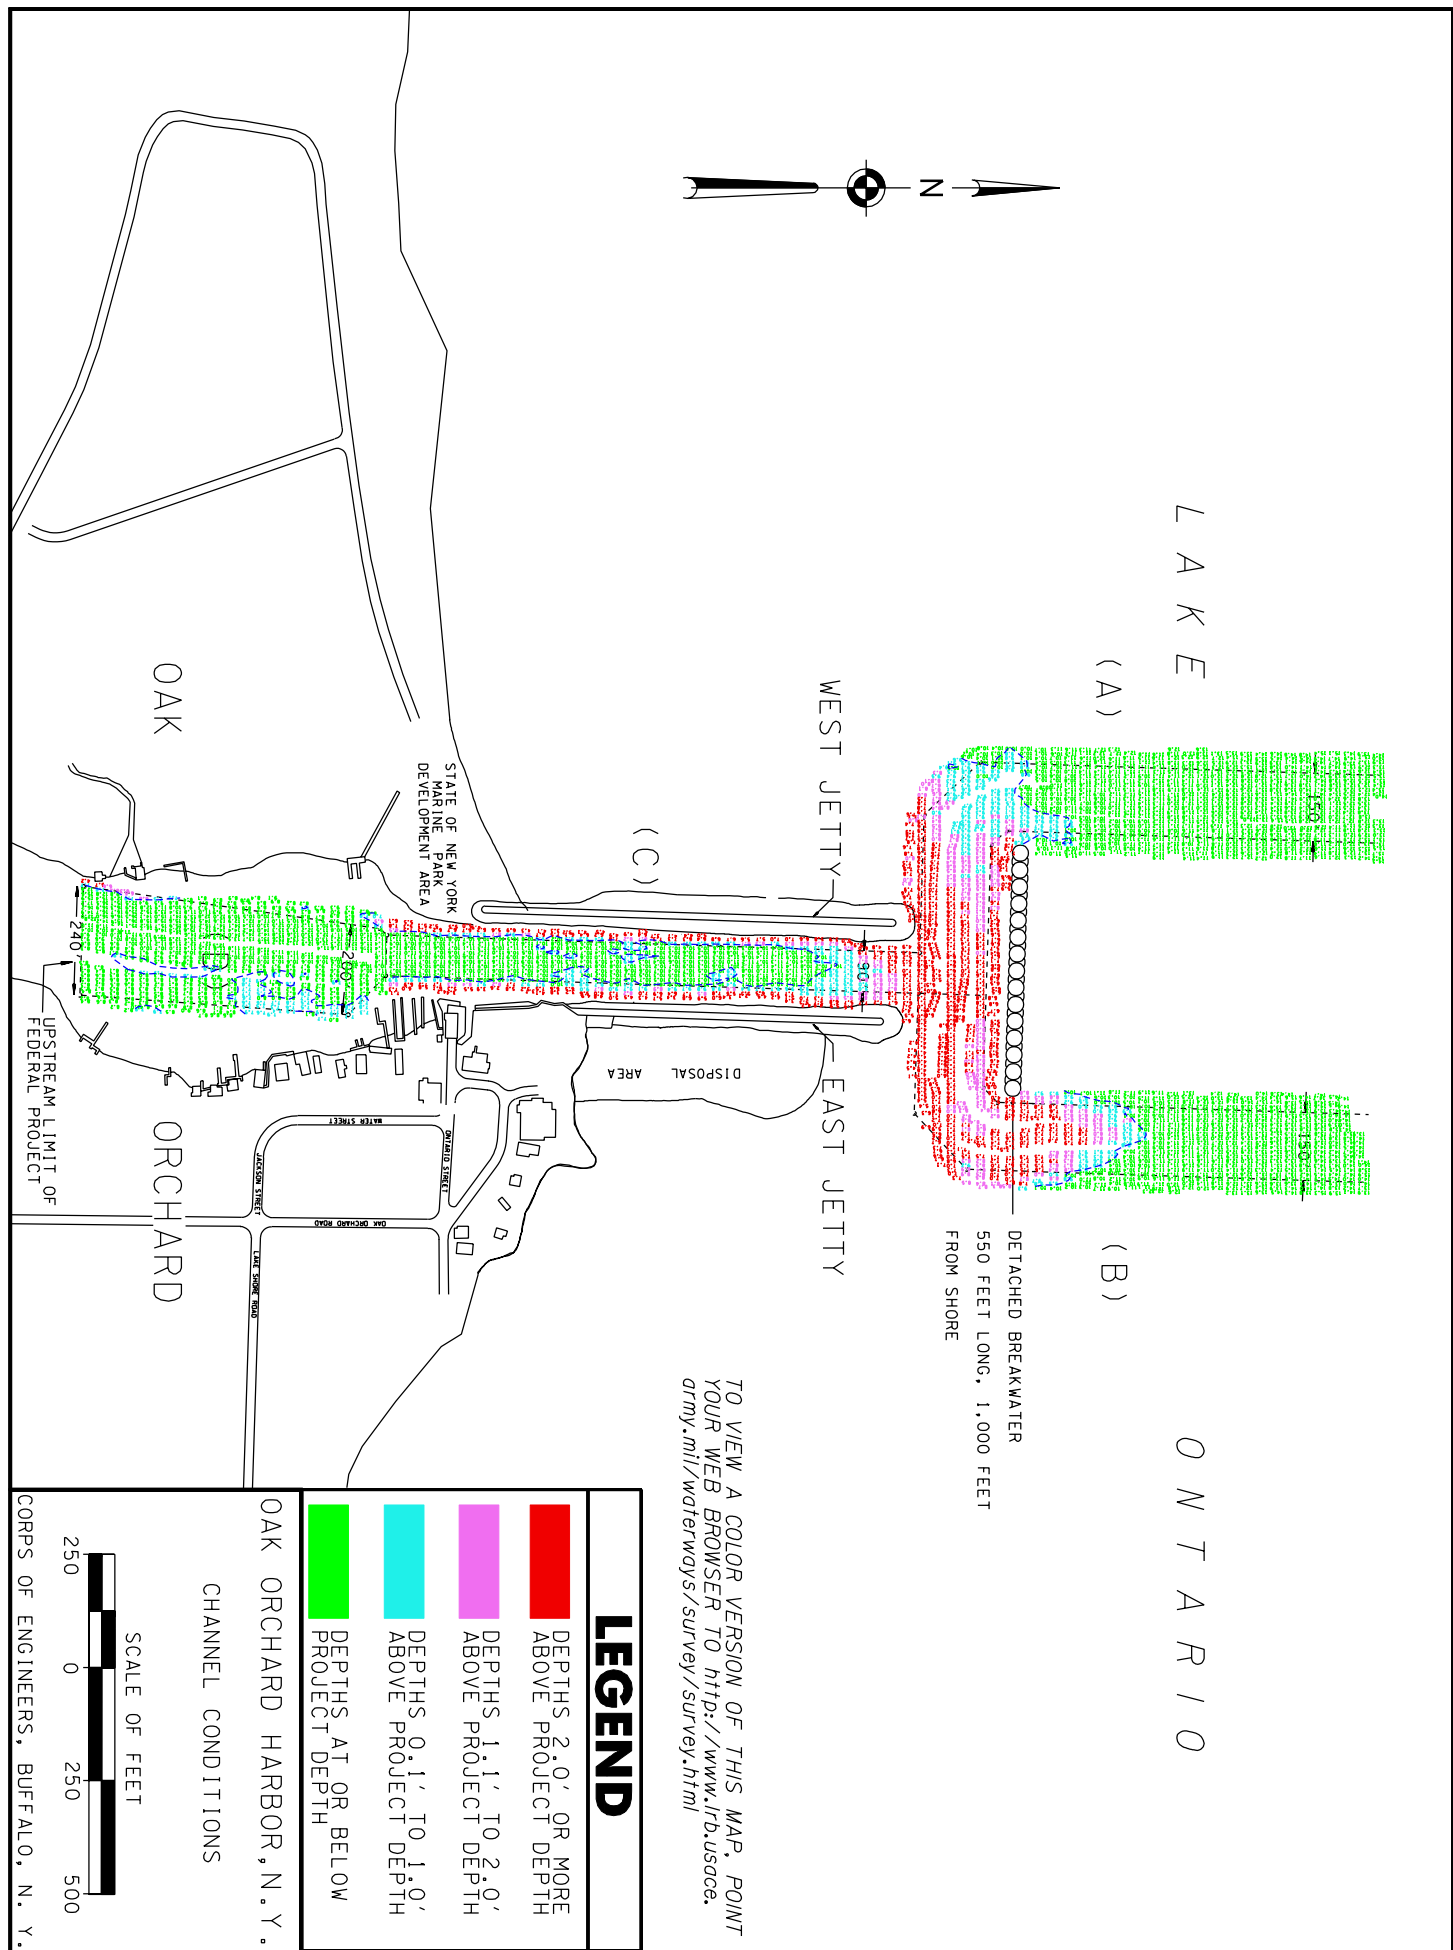 N
LAKE
ONTARIO
(A)
(B)
150'
150'
WEST JETTY
EAST JETTY
DETACHED BREAKWATER
550 FEET LONG, 1,000 FEET
FROM SHORE
(C)
90'
DISPOSAL AREA
STATE OF NEW YORK
MARINE PARK
DEVELOPMENT AREA
OAK
ORCHARD
200'
(D)
240'
UPSTREAM LIMIT OF
FEDERAL PROJECT
WATER STREET
ONTARIO STREET
JACKSON STREET
OAK ORCHARD ROAD
LAKE SHORE ROAD
TO VIEW A COLOR VERSION OF THIS MAP, POINT
YOUR WEB BROWSER TO http://www.lrb.usace.
army.mil/waterways/survey/survey.html
LEGEND
DEPTHS 2.0' OR MORE
ABOVE PROJECT DEPTH
DEPTHS 1.1' TO 2.0'
ABOVE PROJECT DEPTH
DEPTHS 0.1' TO 1.0'
ABOVE PROJECT DEPTH
DEPTHS AT OR BELOW
PROJECT DEPTH
OAK ORCHARD HARBOR, N.Y.
CHANNEL CONDITIONS
SCALE OF FEET
250 0 250 500
CORPS OF ENGINEERS, BUFFALO, N. Y.